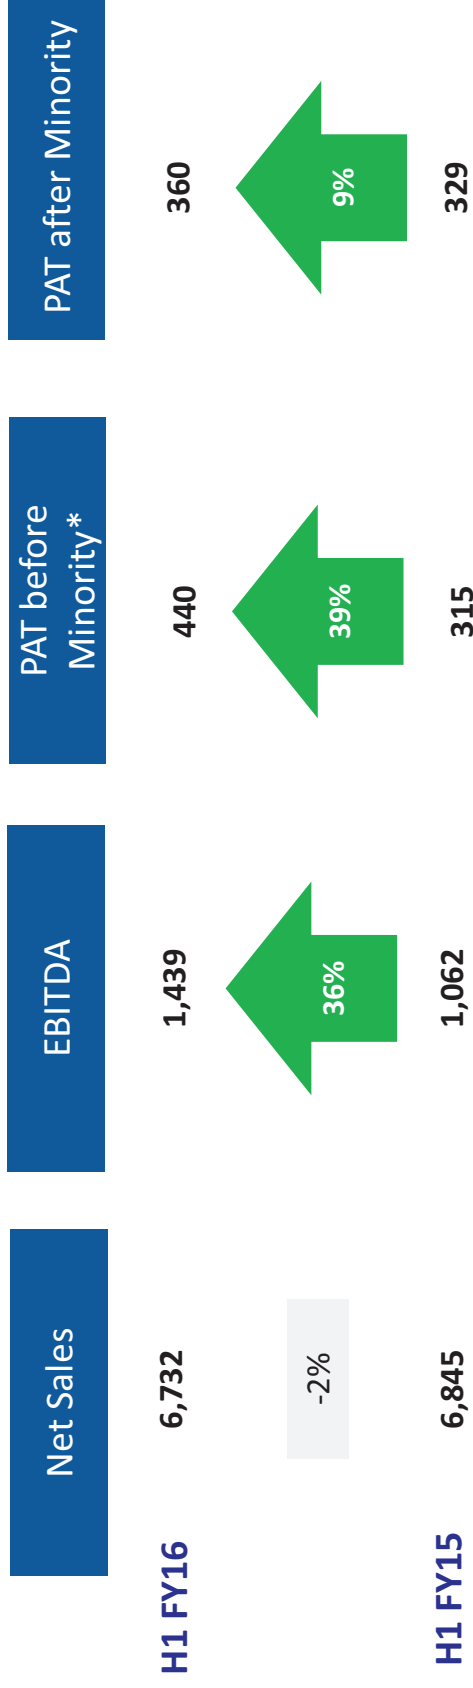 Net Sales
EBITDA
PAT before
Minority*
PAT after Minority
H1 FY16
6,732
1,439
440
360
-2%
36%
39%
9%
H1 FY15
6,845
1,062
315
329